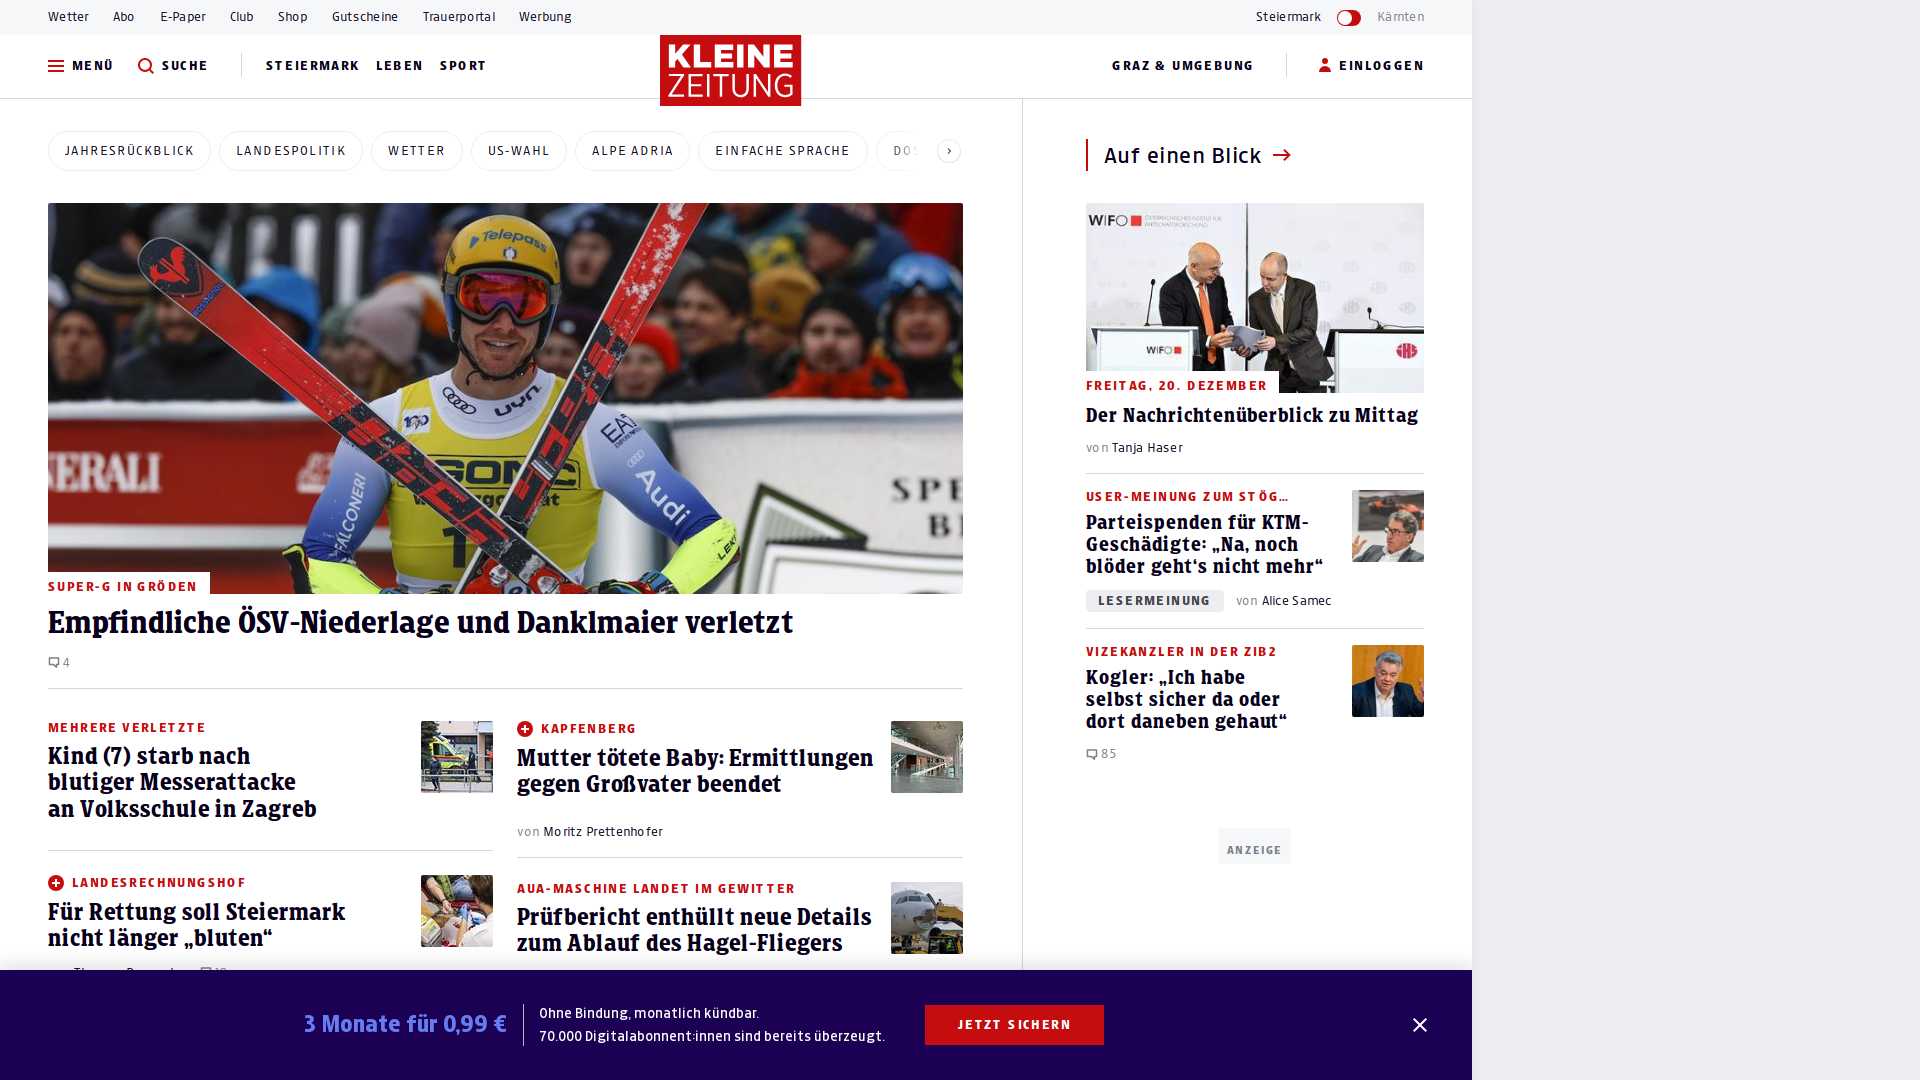 Wetter Abo E-Paper Club Shop Gutscheine Trauerportal Werbung
Steiermark Kärnten
MENÜ SUCHE STEIERMARK LEBEN SPORT
KLEINE
ZEITUNG
GRAZ & UMGEBUNG EINLOGGEN
JAHRESRÜCKBLICK LANDESPOLITIK WETTER US-WAHL ALPE ADRIA EINFACHE SPRACHE
Telepass
UYN
Audi
FALCONERI
SUPER-G IN GRÖDEN
Empfindliche ÖSV-Niederlage und Danklmaier verletzt
4
MEHRERE VERLETZTE
Kind (7) starb nach
blutiger Messerattacke
an Volksschule in Zagreb
LANDESRECHNUNGSHOF
Für Rettung soll Steiermark
nicht länger „bluten“
KAPFENBERG
Mutter tötete Baby: Ermittlungen
gegen Großvater beendet
von Moritz Prettenhofer
AUA-MASCHINE LANDET IM GEWITTER
Prüfbericht enthüllt neue Details
zum Ablauf des Hagel-Fliegers
Auf einen Blick
WIFO
WIFO
IHS
FREITAG, 20. DEZEMBER
Der Nachrichtenüberblick zu Mittag
von Tanja Haser
USER-MEINUNG ZUM STÖG...
Parteispenden für KTM-
Geschädigte: „Na, noch
blöder geht‘s nicht mehr“
LESERMEINUNG von Alice Samec
VIZEKANZLER IN DER ZIB2
Kogler: „Ich habe
selbst sicher da oder
dort daneben gehaut“
85
ANZEIGE
3 Monate für 0,99 €
Ohne Bindung, monatlich kündbar.
70.000 Digitalabonnent:innen sind bereits überzeugt.
JETZT SICHERN